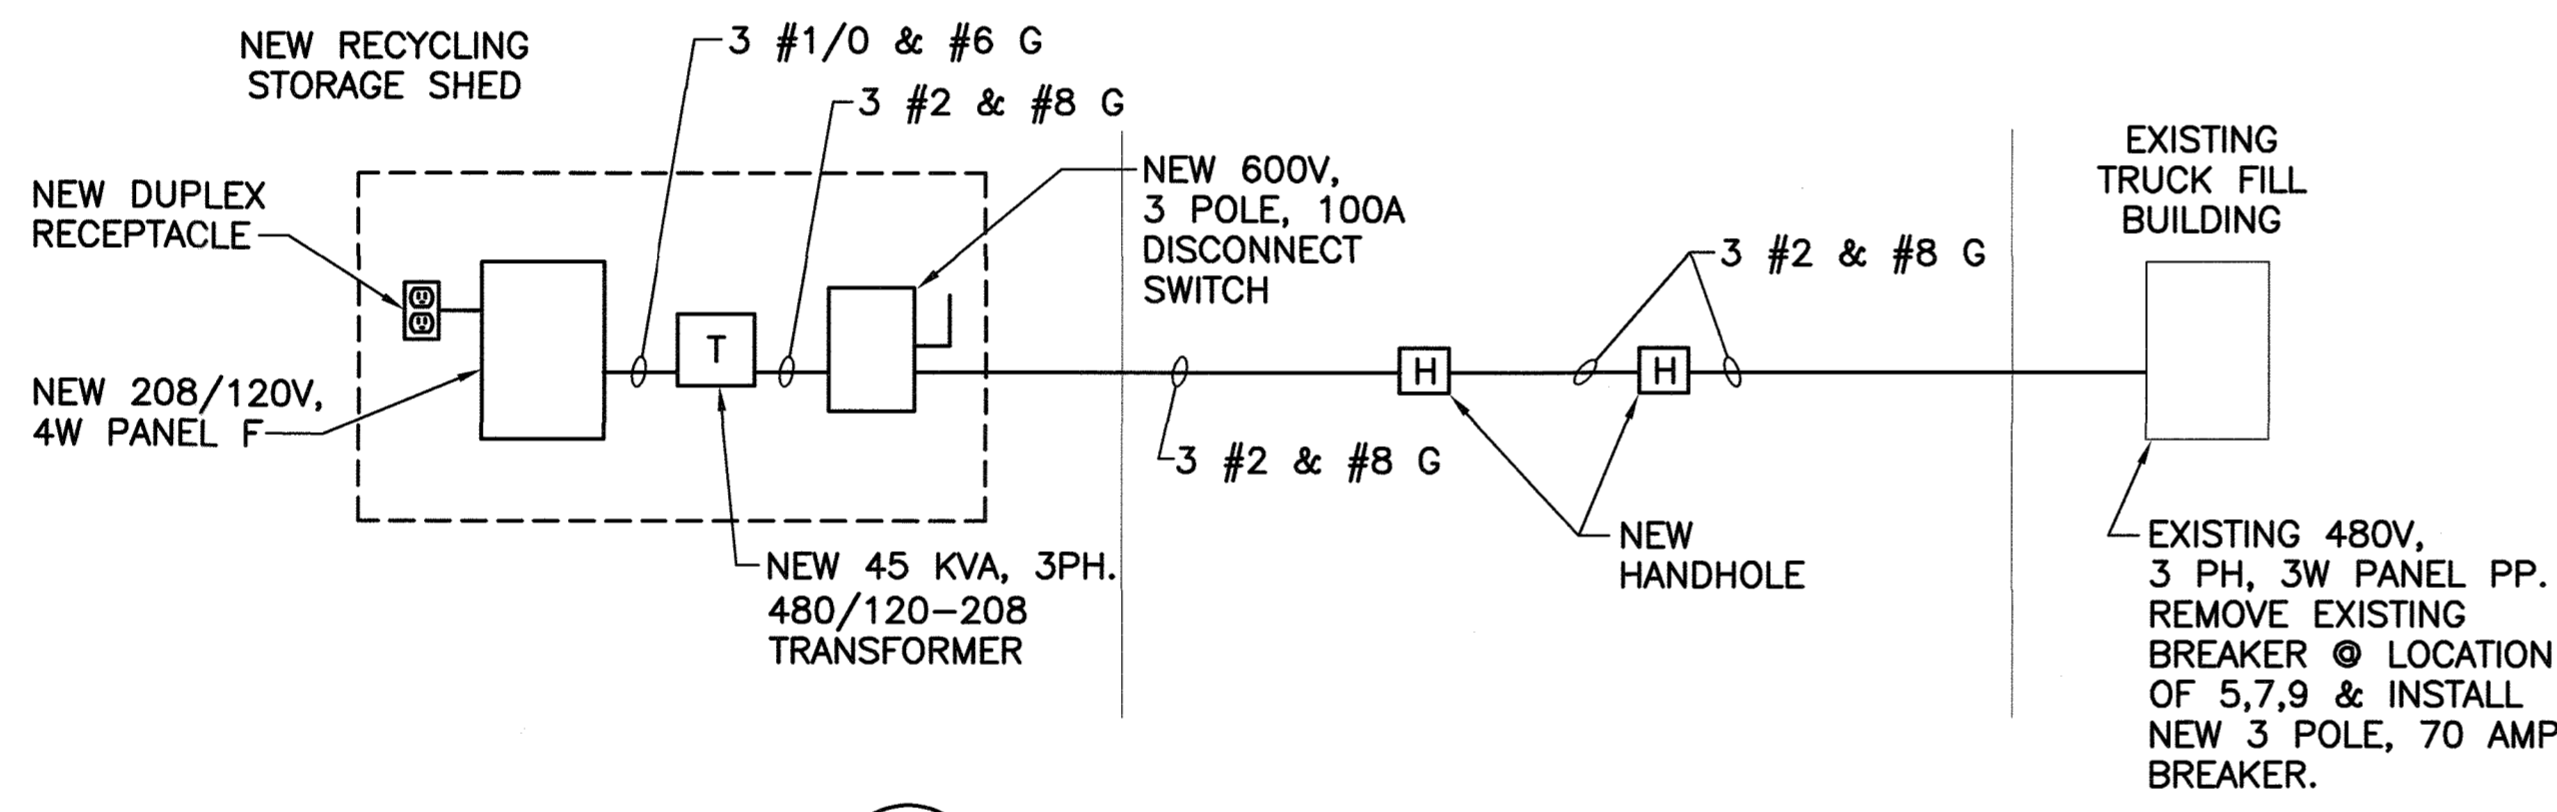 NEW RECYCLING
STORAGE SHED
3 #1/0 & #6 G
3 #2 & #8 G
NEW DUPLEX
RECEPTACLE
NEW 208/120V,
4W PANEL F
T
NEW 45 KVA, 3PH.
480/120-208
TRANSFORMER
NEW 600V,
3 POLE, 100A
DISCONNECT
SWITCH
3 #2 & #8 G
H
H
3 #2 & #8 G
NEW
HANDHOLE
EXISTING
TRUCK FILL
BUILDING
EXISTING 480V,
3 PH, 3W PANEL PP.
REMOVE EXISTING
BREAKER @ LOCATION
OF 5,7,9 & INSTALL
NEW 3 POLE, 70 AMP
BREAKER.